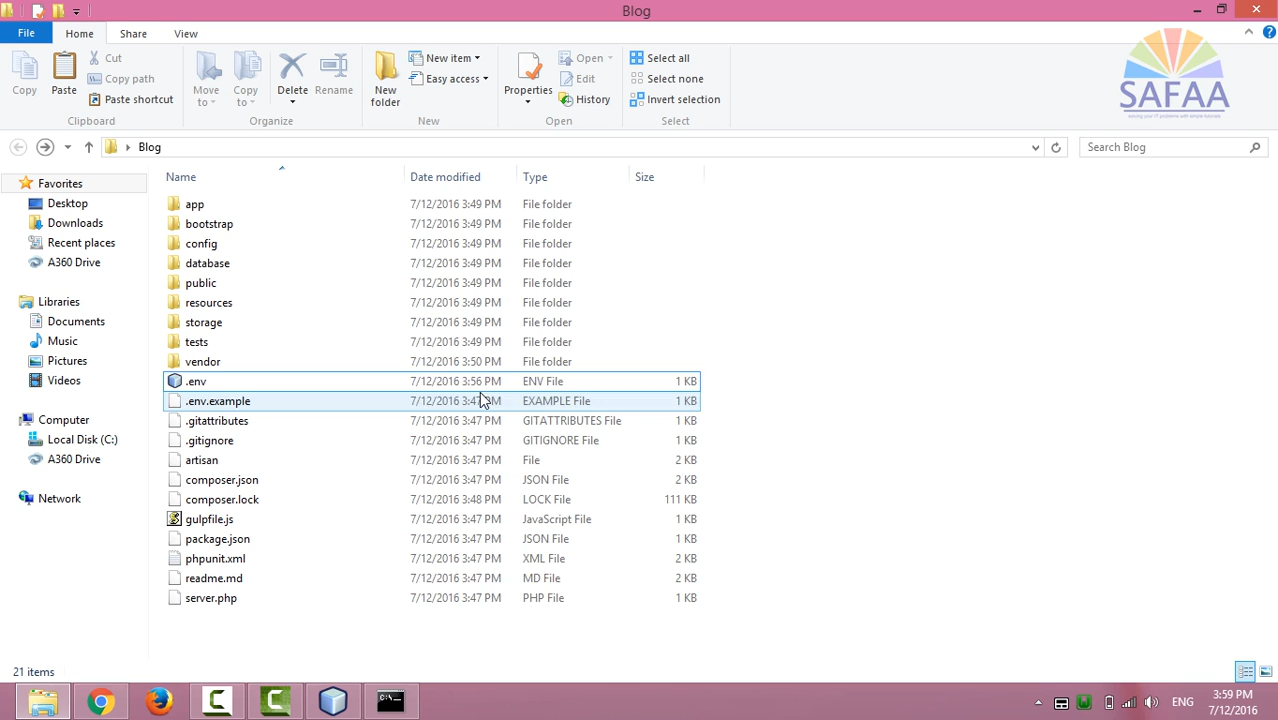 Blog
File Home Share View
Copy
Paste
Cut
Copy path
Paste shortcut
Clipboard
Move to
Copy to
Delete
Rename
Organize
New folder
New item
Easy access
New
Properties
Open
Edit
History
Open
Select all
Select none
Invert selection
Select
SAFAA
solving your IT problems with simple tutorials
Blog
Search Blog
Favorites
Desktop
Downloads
Recent places
A360 Drive
Libraries
Documents
Music
Pictures
Videos
Computer
Local Disk (C:)
A360 Drive
Network
Name Date modified Type Size
app 7/12/2016 3:49 PM File folder
bootstrap 7/12/2016 3:49 PM File folder
config 7/12/2016 3:49 PM File folder
database 7/12/2016 3:49 PM File folder
public 7/12/2016 3:49 PM File folder
resources 7/12/2016 3:49 PM File folder
storage 7/12/2016 3:49 PM File folder
tests 7/12/2016 3:49 PM File folder
vendor 7/12/2016 3:50 PM File folder
.env 7/12/2016 3:56 PM ENV File 1 KB
.env.example 7/12/2016 3:47 PM EXAMPLE File 1 KB
.gitattributes 7/12/2016 3:47 PM GITATTRIBUTES File 1 KB
.gitignore 7/12/2016 3:47 PM GITIGNORE File 1 KB
artisan 7/12/2016 3:47 PM File 2 KB
composer.json 7/12/2016 3:47 PM JSON File 2 KB
composer.lock 7/12/2016 3:48 PM LOCK File 111 KB
gulpfile.js 7/12/2016 3:47 PM JavaScript File 1 KB
package.json 7/12/2016 3:47 PM JSON File 1 KB
phpunit.xml 7/12/2016 3:47 PM XML File 2 KB
readme.md 7/12/2016 3:47 PM MD File 2 KB
server.php 7/12/2016 3:47 PM PHP File 1 KB
21 items
ENG
3:59 PM
7/12/2016